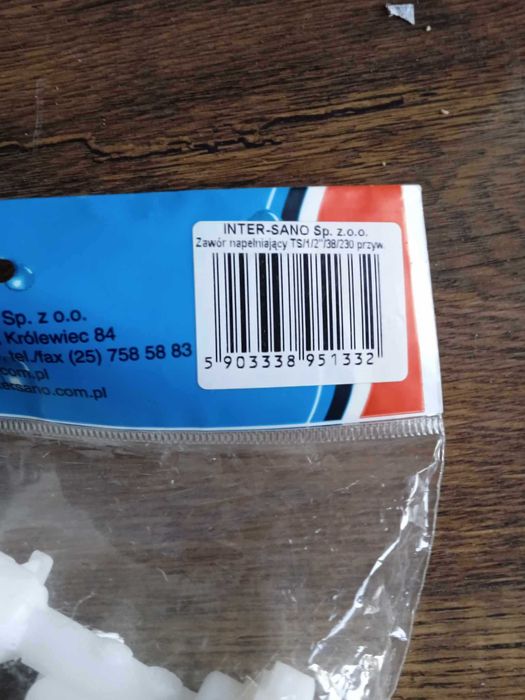 INTER-SANO Sp. z.o.o.
Zawór napełniający TS/1/2"/38/230 przyw.
5 903338 951332
Sp. z o.o.
Królewiec 84
tel./fax (25) 758 58 83
com.pl
ersano.com.pl